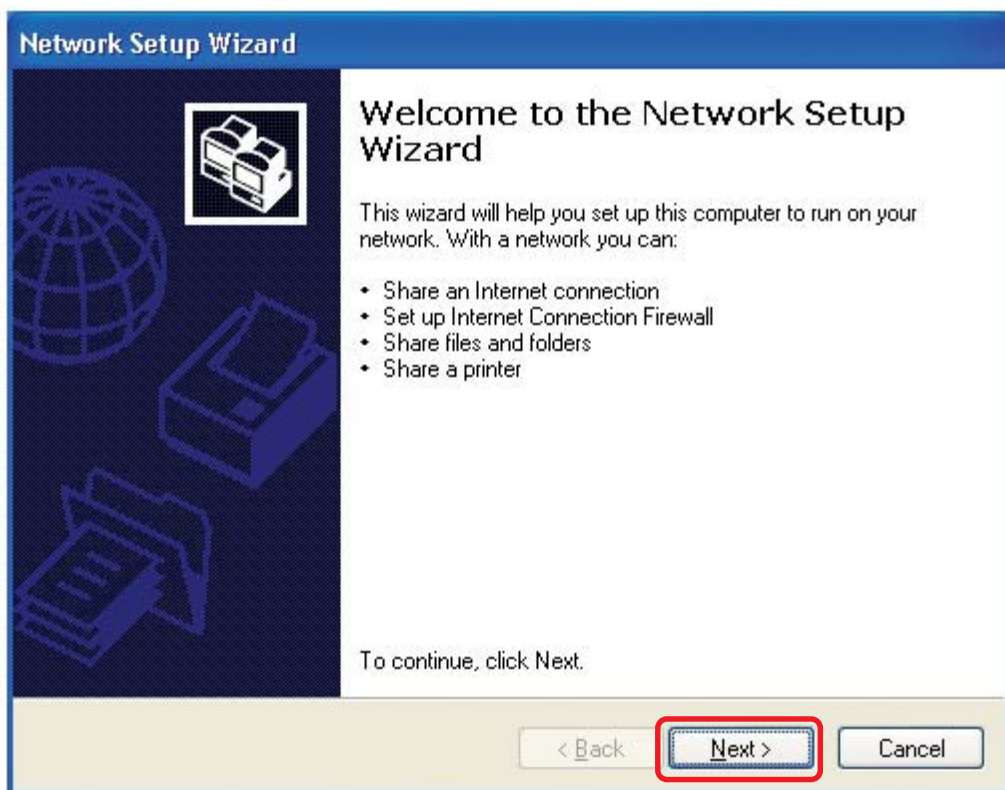 Network Setup Wizard
Welcome to the Network Setup
Wizard
This wizard will help you set up this computer to run on your
network. With a network you can:
• Share an Internet connection
• Set up Internet Connection Firewall
• Share files and folders
• Share a printer
To continue, click Next.
< Back Next > Cancel